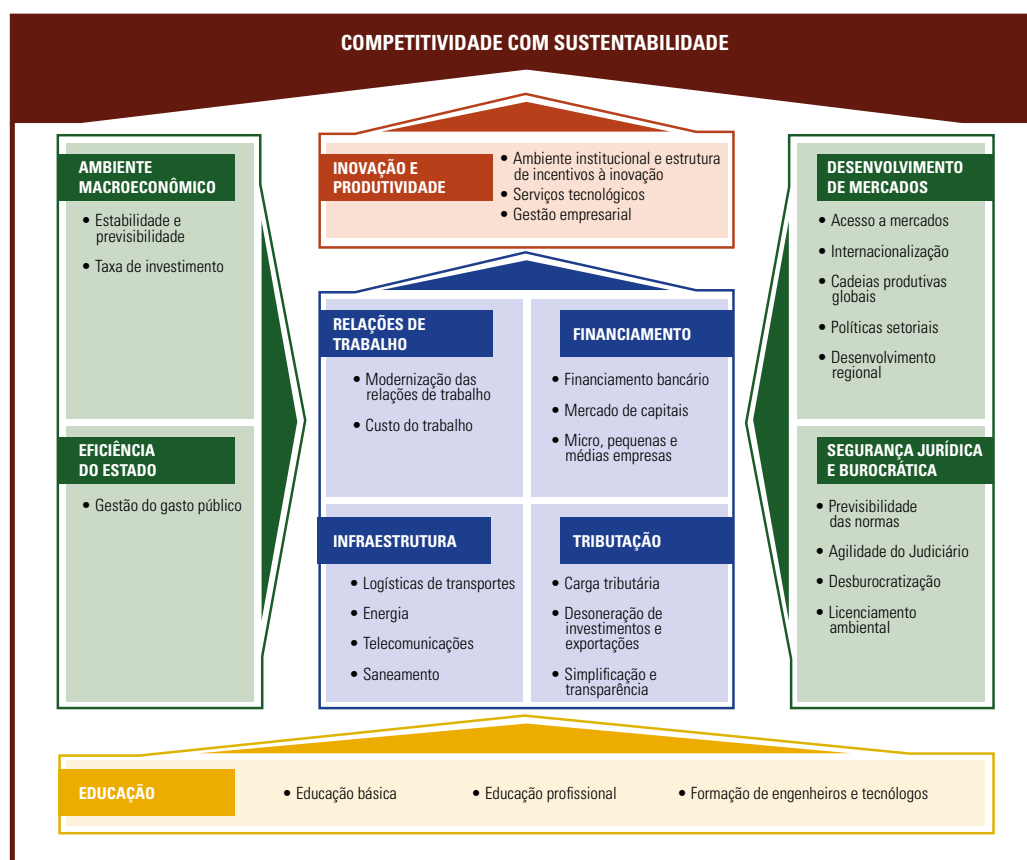 COMPETITIVIDADE COM SUSTENTABILIDADE
AMBIENTE
MACROECONÔMICO
• Estabilidade e
previsibilidade
• Taxa de investimento
EFICIÊNCIA
DO ESTADO
• Gestão do gasto público
INOVAÇÃO E
PRODUTIVIDADE
• Ambiente institucional e estrutura
de incentivos à inovação
• Serviços tecnológicos
• Gestão empresarial
RELAÇÕES DE
TRABALHO
• Modernização das
relações de trabalho
• Custo do trabalho
FINANCIAMENTO
• Financiamento bancário
• Mercado de capitais
• Micro, pequenas e
médias empresas
INFRAESTRUTURA
• Logísticas de transportes
• Energia
• Telecomunicações
• Saneamento
TRIBUTAÇÃO
• Carga tributária
• Desoneração de
investimentos e
exportações
• Simplificação e
transparência
DESENVOLVIMENTO
DE MERCADOS
• Acesso a mercados
• Internacionalização
• Cadeias produtivas
globais
• Políticas setoriais
• Desenvolvimento
regional
SEGURANÇA JURÍDICA
E BUROCRÁTICA
• Previsibilidade
das normas
• Agilidade do Judiciário
• Desburocratização
• Licenciamento
ambiental
EDUCAÇÃO
• Educação básica
• Educação profissional
• Formação de engenheiros e tecnólogos